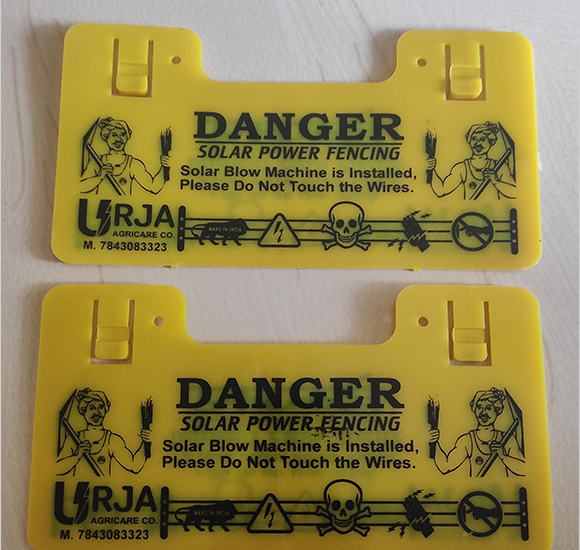 DANGER
SOLAR POWER FENCING
Solar Blow Machine is Installed,
Please Do Not Touch the Wires.
URJA
AGRICARE CO.
M. 7843083323
MAKE IN INDIA
DANGER
SOLAR POWER FENCING
Solar Blow Machine is Installed,
Please Do Not Touch the Wires.
URJA
AGRICARE CO.
M. 7843083323
MAKE IN INDIA